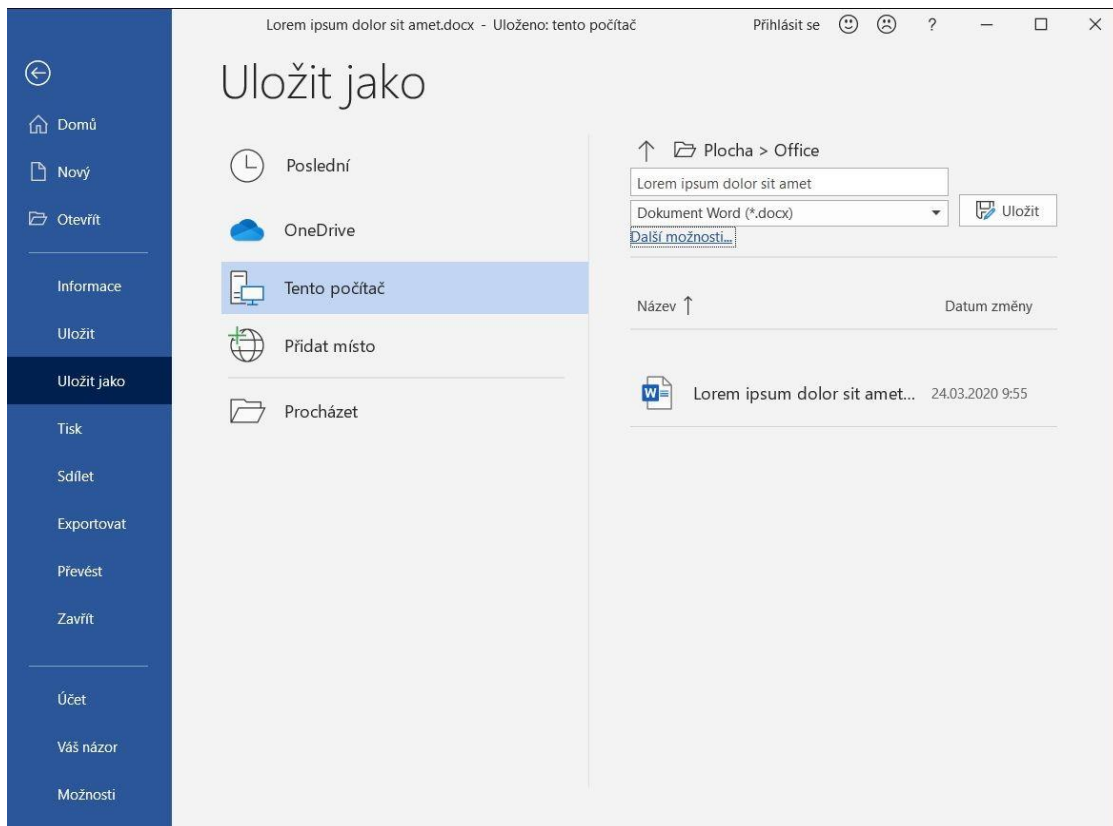 Lorem ipsum dolor sit amet.docx - Uloženo: tento počítač
Přihlásit se
?
Domů
Nový
Otevřít
Informace
Uložit
Uložit jako
Tisk
Sdílet
Exportovat
Převést
Zavřít
Účet
Váš názor
Možnosti
Uložit jako
Poslední
OneDrive
Tento počítač
Přidat místo
Procházet
Plocha > Office
Lorem ipsum dolor sit amet
Dokument Word (*.docx)
Uložit
Další možnosti...
Název ↑ Datum změny
W
Lorem ipsum dolor sit amet... 24.03.2020 9:55